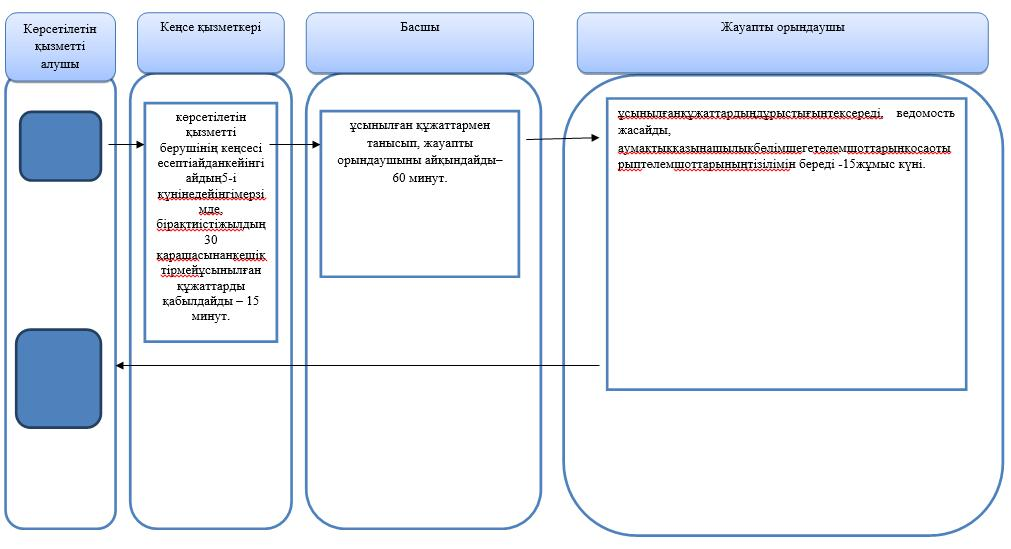 Көрсетілетін
қызметті
алушы
Кеңсе қызметкері
Басшы
Жауапты орындаушы
көрсетілетін
қызметті
берушінің кеңсесі
есептіайданкейінгі
айдың5-і
күнінедейінгімерзі
мде,
бірақтиістіжылдың
30
қарашасынанкешік
тірмейұсынылған
құжаттарды
қабылдайды – 15
минут.
ұсынылған құжаттармен
танысып, жауапты
орындаушыны айқындайды–
60 минут.
ұсынылғанқұжаттардыңдұрыстығынтексереді, ведомость
жасайды,
аумақтыққазынашылықбелімшегетөлемшоттарынқосаоты
рыптөлемшоттарыныңтізілімін береді -15жұмыс күні.